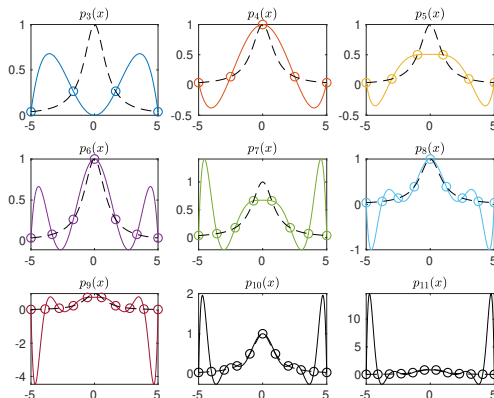 p₃(x) p₄(x) p₅(x)
1 1 1
0.5 0.5 0.5
0 0 0
-0.5 -0.5
-5 0 5 -5 0 5 -5 0 5
p₆(x) p₇(x) p₈(x)
1 1 1
0.5 0.5 0
0 0 -1
-5 0 5 -5 0 5 -5 0 5
p₉(x) p₁₀(x) p₁₁(x)
0 2 10
-2 1 5
-4 0 0
-5 0 5 -5 0 5 -5 0 5